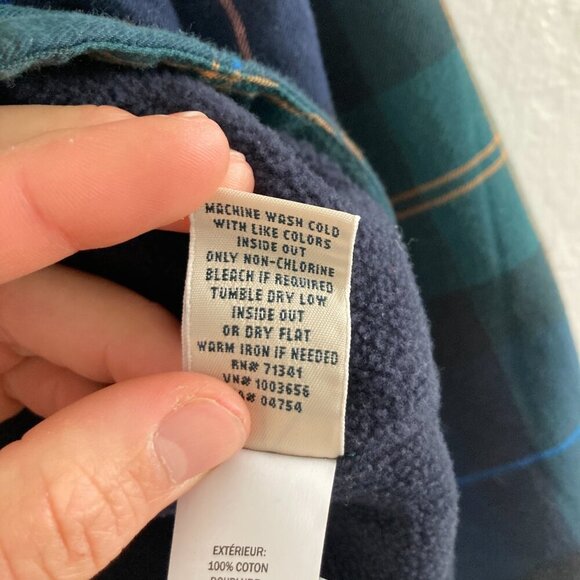 MACHINE WASH COLD
WITH LIKE COLORS
INSIDE OUT
ONLY NON-CHLORINE
BLEACH IF REQUIRED
TUMBLE DRY LOW
INSIDE OUT
OR DRY FLAT
WARM IRON IF NEEDED
RN# 71341
VN# 1003656
# 04754
EXTÉRIEUR:
100% COTON